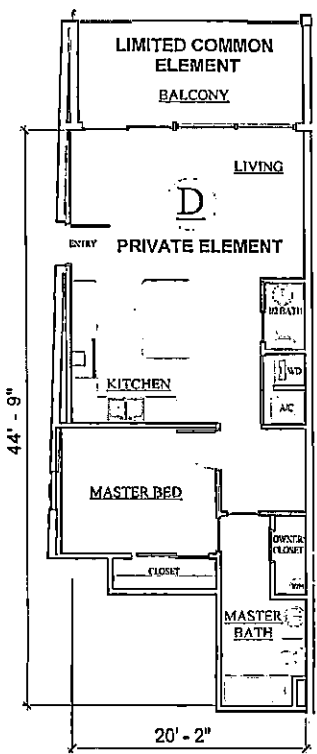 LIMITED COMMON
ELEMENT
BALCONY
LIVING
D
ENTRY
PRIVATE ELEMENT
1/2 BATH
WD
KITCHEN
A/C
44' - 9"
MASTER BED
OWNER
CLOSET
CLOSET
WH
MASTER
BATH
20' - 2"